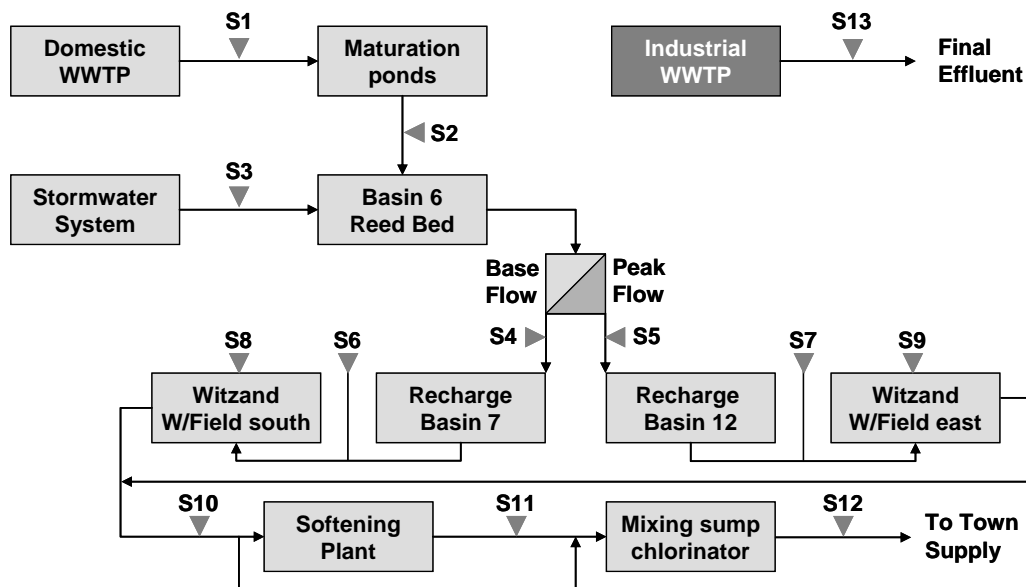 S1
S13
Domestic
WWTP
Maturation
ponds
Industrial
WWTP
Final
Effluent
S2
S3
Stormwater
System
Basin 6
Reed Bed
Base
Flow
Peak
Flow
S4
S5
S8
S6
S7
S9
Witzand
W/Field south
Recharge
Basin 7
Recharge
Basin 12
Witzand
W/Field east
S10
S11
S12
Softening
Plant
Mixing sump
chlorinator
To Town
Supply